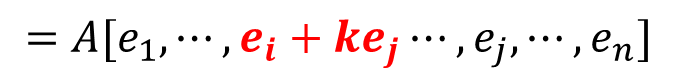 = A[e₁,⋯,eᵢ + keⱼ ⋯,eⱼ,⋯,eₙ]